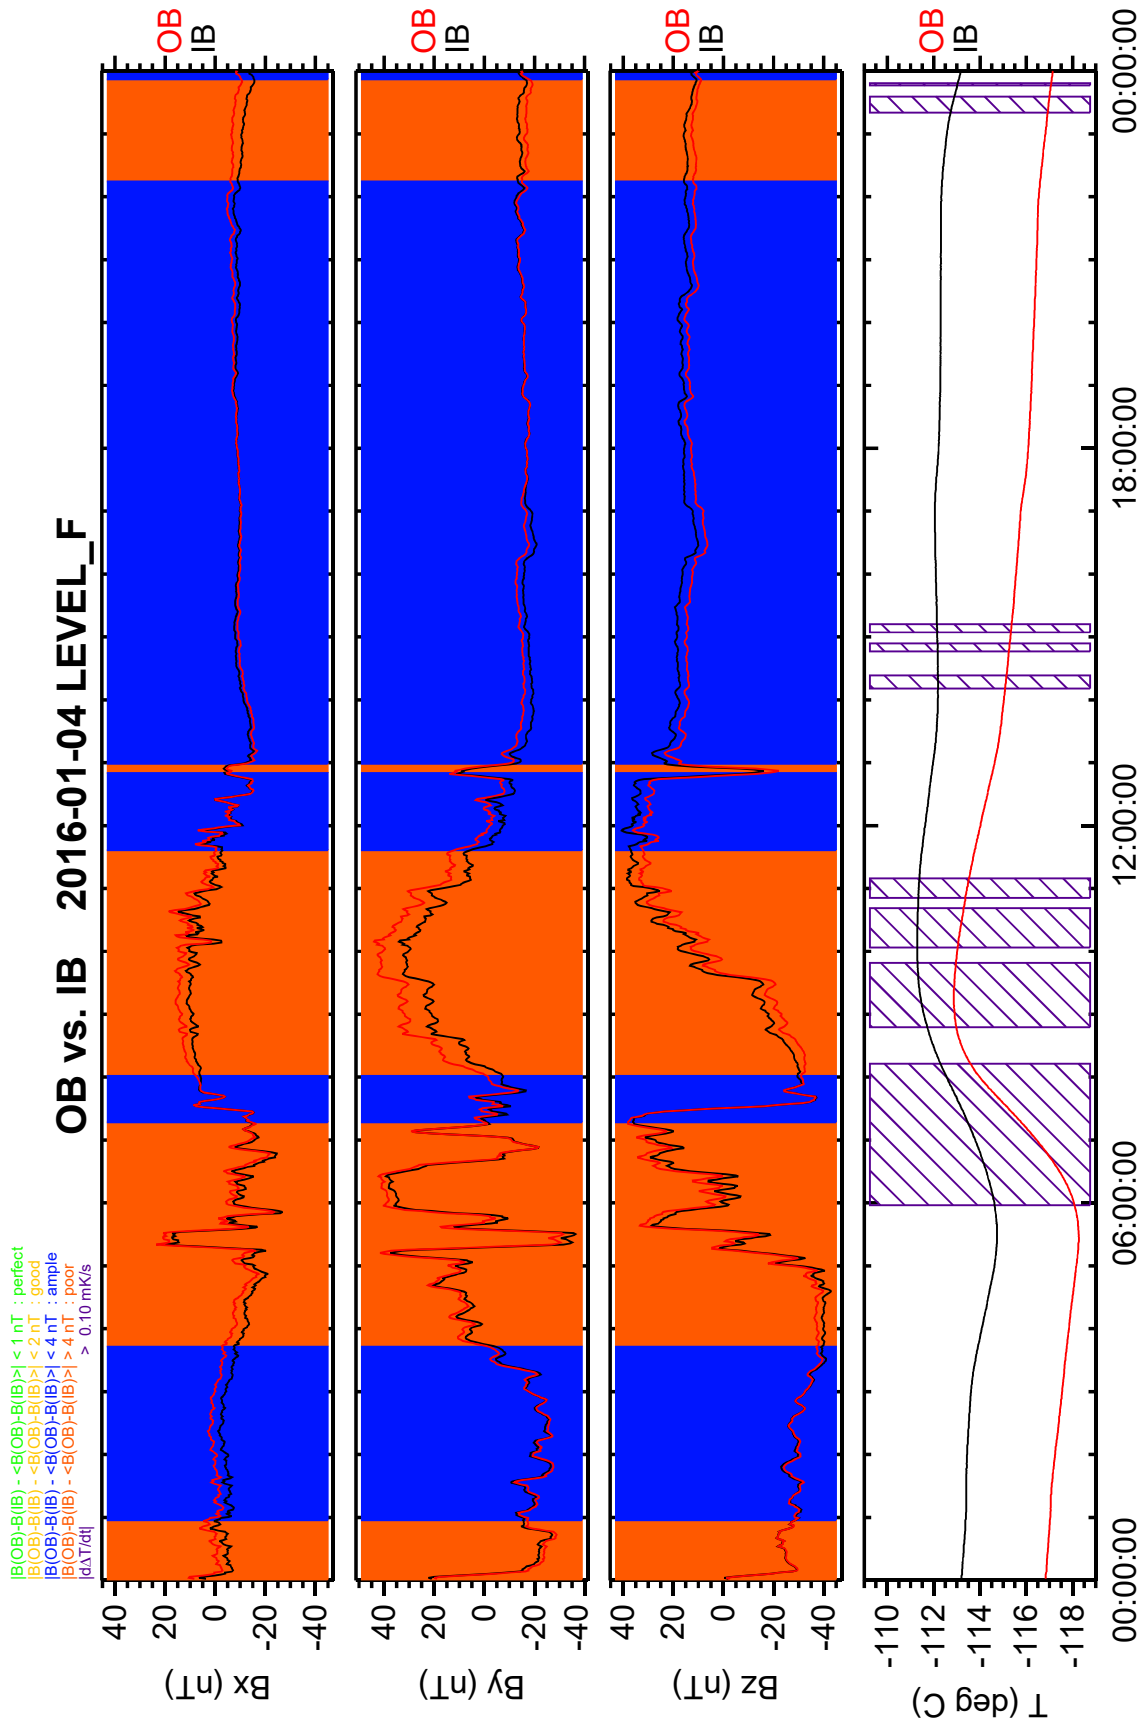 OB vs. IB 2016-01-04 LEVEL_F
|B(OB)-B(IB) - <B(OB)-B(IB)>| < 1 nT : perfect
|B(OB)-B(IB) - <B(OB)-B(IB)>| < 2 nT : good
|B(OB)-B(IB) - <B(OB)-B(IB)>| < 4 nT : ample
|B(OB)-B(IB) - <B(OB)-B(IB)>| > 4 nT : poor
|dΔT/dt| > 0.10 mK/s
Bx (nT)
40
20
0
-20
-40
OB
IB
By (nT)
40
20
0
-20
-40
OB
IB
Bz (nT)
40
20
0
-20
-40
OB
IB
T (deg C)
-110
-112
-114
-116
-118
OB
IB
00:00:00
06:00:00
12:00:00
18:00:00
00:00:00